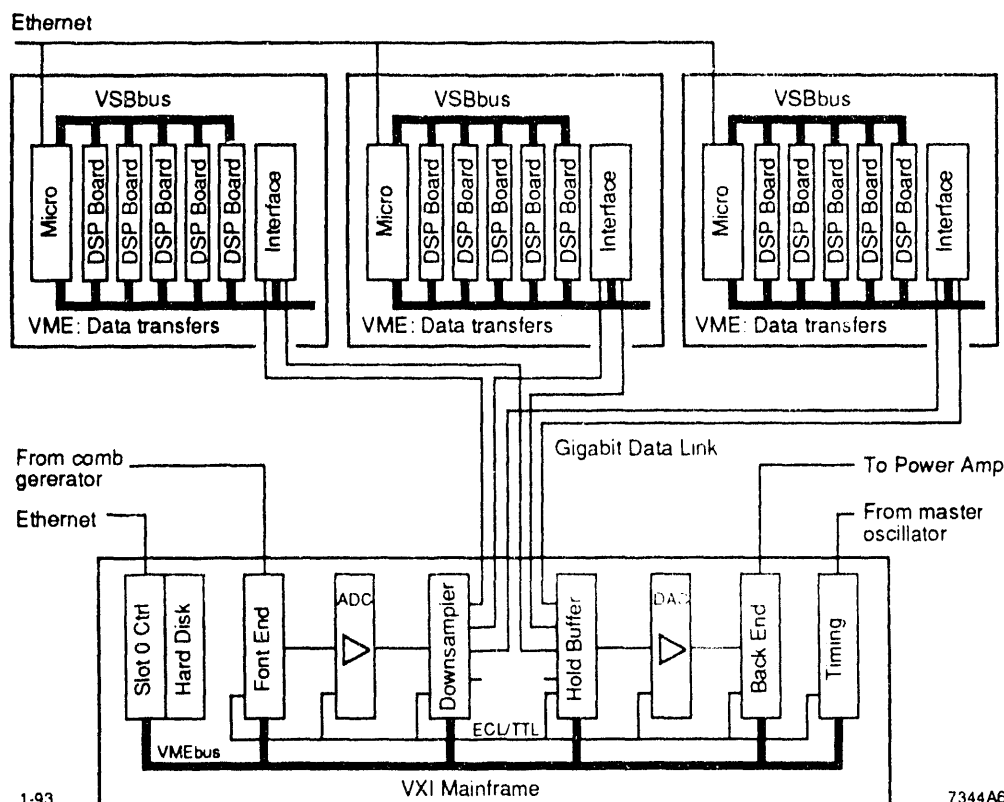 Ethernet
VSBbus
VSBbus
VSBbus
Micro
DSP Board
DSP Board
DSP Board
DSP Board
DSP Board
Interface
Micro
DSP Board
DSP Board
DSP Board
DSP Board
DSP Board
Interface
Micro
DSP Board
DSP Board
DSP Board
DSP Board
DSP Board
Interface
VME: Data transfers
VME: Data transfers
VME: Data transfers
Gigabit Data Link
From comb
gererator
Ethernet
To Power Amp
From master
oscillator
Slot 0 Ctrl
Hard Disk
Font End
ADC
Downsampler
Hold Buffer
DAC
Back End
Timing
ECL/TTL
VMEbus
VXI Mainframe
1-93
7344A6